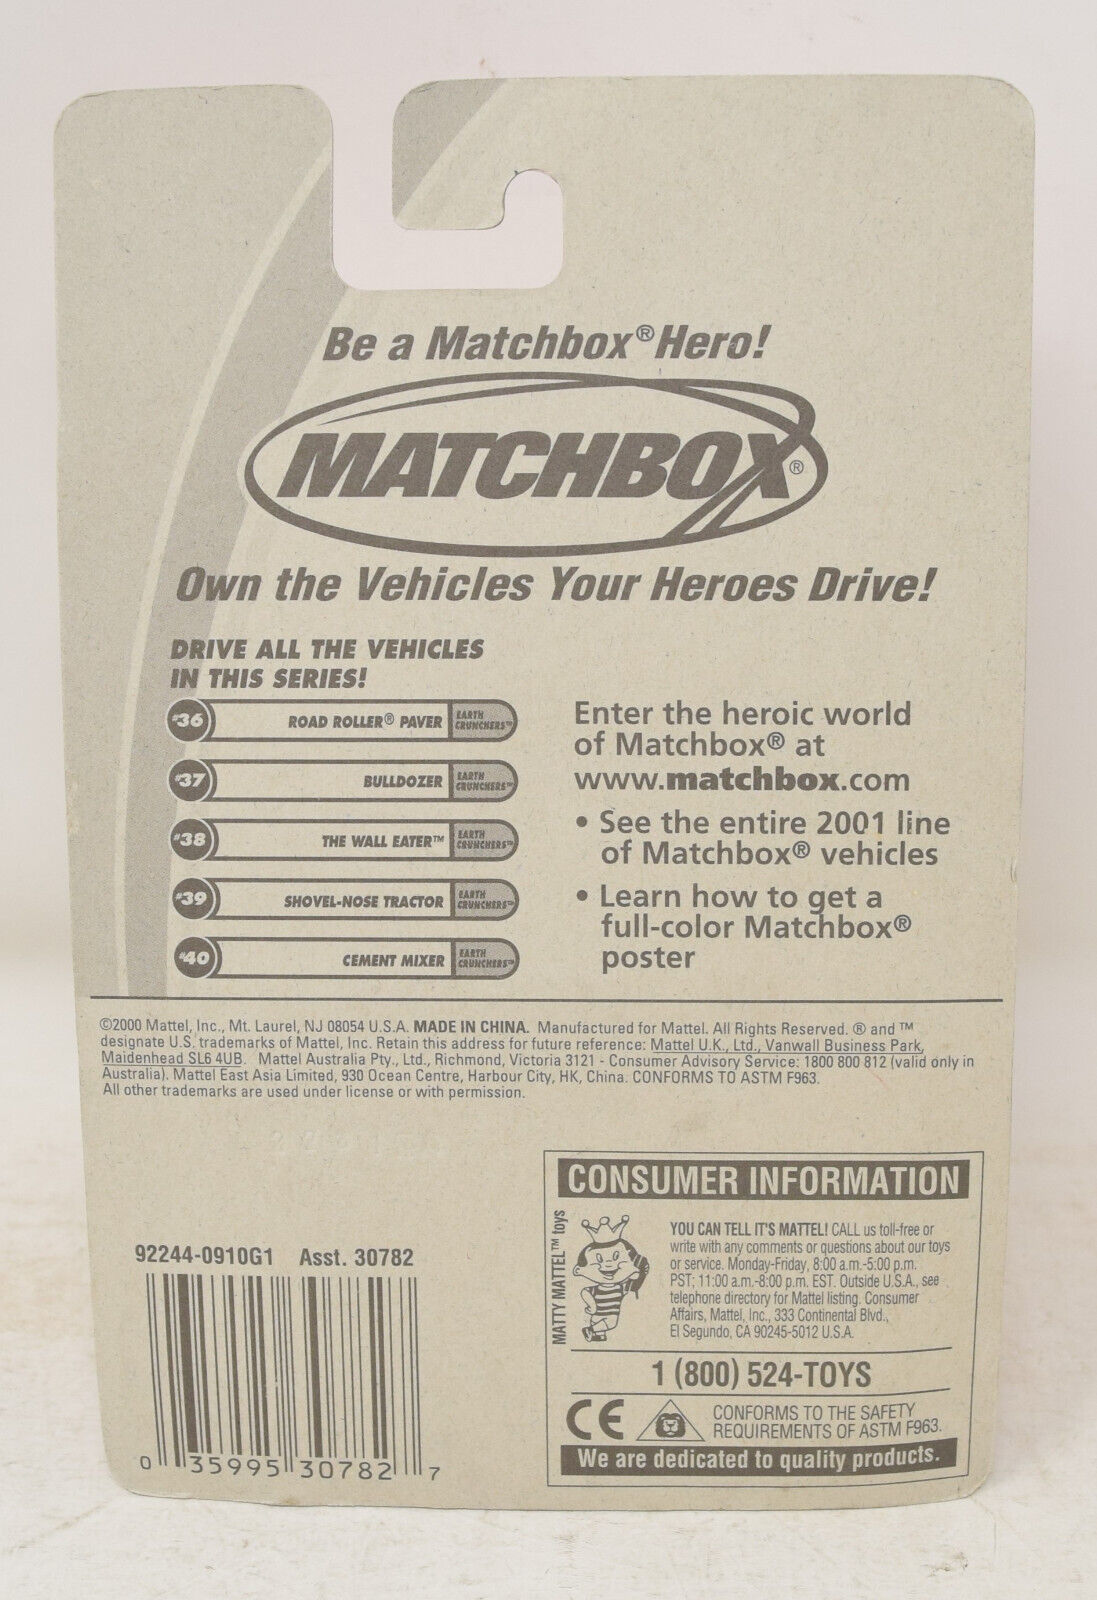 Be a Matchbox® Hero!
MATCHBOX®
Own the Vehicles Your Heroes Drive!
DRIVE ALL THE VEHICLES
IN THIS SERIES!
#36 ROAD ROLLER® PAVER EARTH CRUNCHERS™
#37 BULLDOZER EARTH CRUNCHERS™
#38 THE WALL EATER™ EARTH CRUNCHERS™
#39 SHOVEL-NOSE TRACTOR EARTH CRUNCHERS™
#40 CEMENT MIXER EARTH CRUNCHERS™
Enter the heroic world
of Matchbox® at
www.matchbox.com
• See the entire 2001 line
of Matchbox® vehicles
• Learn how to get a
full-color Matchbox®
poster
©2000 Mattel, Inc., Mt. Laurel, NJ 08054 U.S.A. MADE IN CHINA. Manufactured for Mattel. All Rights Reserved. ® and ™
designate U.S. trademarks of Mattel, Inc. Retain this address for future reference: Mattel U.K., Ltd., Vanwall Business Park,
Maidenhead SL6 4UB. Mattel Australia Pty., Ltd., Richmond, Victoria 3121 - Consumer Advisory Service: 1800 800 812 (valid only in
Australia). Mattel East Asia Limited, 930 Ocean Centre, Harbour City, HK, China. CONFORMS TO ASTM F963.
All other trademarks are used under license or with permission.
92244-0910G1 Asst. 30782
0 35995 30782 7
CONSUMER INFORMATION
MATTY MATTEL™ toys
YOU CAN TELL IT'S MATTEL! CALL us toll-free or
write with any comments or questions about our toys
or service. Monday-Friday, 8:00 a.m.-5:00 p.m.
PST; 11:00 a.m.-8:00 p.m. EST. Outside U.S.A., see
telephone directory for Mattel listing. Consumer
Affairs, Mattel, Inc., 333 Continental Blvd.,
El Segundo, CA 90245-5012 U.S.A.
1 (800) 524-TOYS
CE
CONFORMS TO THE SAFETY
REQUIREMENTS OF ASTM F963.
We are dedicated to quality products.